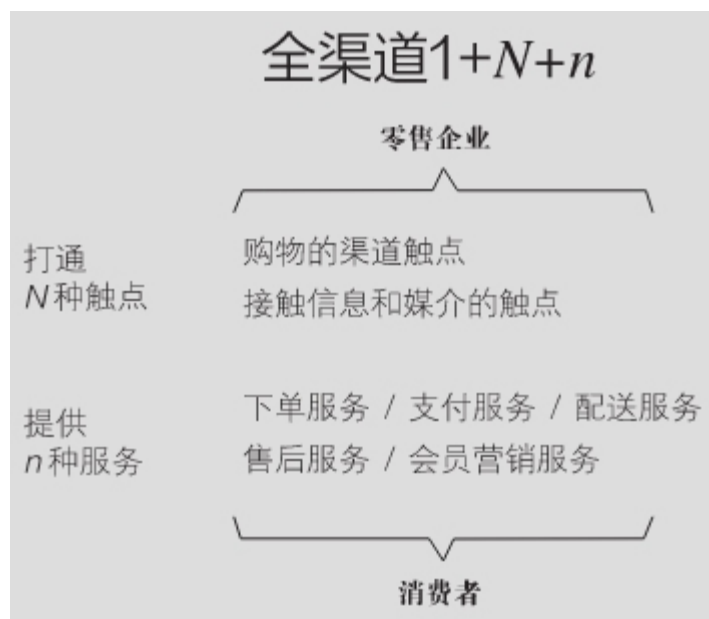 全渠道1+N+n
零售企业
打通
N种触点
购物的渠道触点
接触信息和媒介的触点
提供
n种服务
下单服务 / 支付服务 / 配送服务
售后服务 / 会员营销服务
消费者